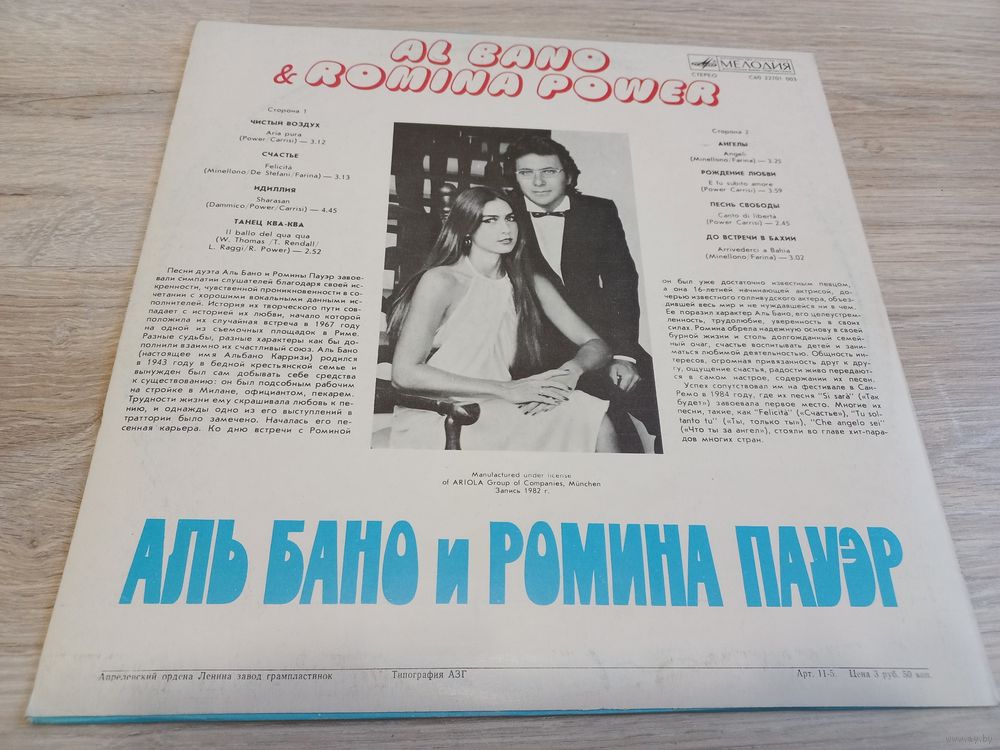 AL BANO
& ROMINA POWER
МЕЛОДИЯ
СТЕРЕО
С60 22701 003
Сторона 1
ЧИСТЫЙ ВОЗДУХ
Aria pura
(Power/Carrisi) — 3.12
СЧАСТЬЕ
Felicità
(Minellono/De Stefani/Farina) — 3.13
ИДИЛЛИЯ
Sharasan
(Dammico/Power/Carrisi) — 4.45
ТАНЕЦ КВА-КВА
Il ballo del qua qua
(W. Thomas /T. Rendall/
L. Raggi/R. Power) — 2.52
Сторона 2
АНГЕЛЫ
Angeli
(Minellono/Farina) — 3.25
РОЖДЕНИЕ ЛЮБВИ
E fu subito amore
(Power Carrisi) — 3.59
ПЕСНЬ СВОБОДЫ
Canto di libertà
(Power Carrisi) — 2.45
ДО ВСТРЕЧИ В БАХИИ
Arrivederci a Bahia
(Minellono/Farina) — 3.02
Песни дуэта Аль Бано и Ромины Пауэр завое-
вали симпатии слушателей благодаря своей ис-
кренности, чувственной проникновенности в со-
четании с хорошими вокальными данными ис-
полнителей. История их творческого пути сов-
падает с историей их любви, начало которой
положила их случайная встреча в 1967 году
на одной из съемочных площадок в Риме.
Разные судьбы, разные характеры как бы до-
полнили взаимно их счастливый союз. Аль Бано
(настоящее имя Альбано Карризи) родился
в 1943 году в бедной крестьянской семье и
вынужден был сам добывать себе средства
к существованию: он был подсобным рабочим
на стройке в Милане, официантом, пекарем.
Трудности жизни ему скрашивала любовь к пе-
нию, и однажды одно из его выступлений в
траттории было замечено. Началась его пе-
сенная карьера. Ко дню встречи с Роминой
он был уже достаточно известным певцом,
а она 16-летней начинающей актрисой, до-
черью известного голливудского актера, объез-
дившей весь мир и не нуждавшейся ни в чем.
Ее поразил характер Аль Бано, его целеустрем-
ленность, трудолюбие, уверенность в своих
силах. Ромина обрела надежную основу в своей
бурной жизни и столь долгожданный семей-
ный очаг, счастье воспитывать детей и зани-
маться любимой деятельностью. Общность ин-
тересов, огромная привязанность друг к дру-
гу, ощущение счастья, радости живо передают-
ся в самом настрое, содержании их песен.
Успех сопутствовал им на фестивале в Сан-
Ремо в 1984 году, где их песня "Si sarà" («Так
будет») завоевала первое место. Многие их
песни, такие, как "Felicità" («Счастье»), "Tu sol-
tanto tu" («Ты, только ты»), "Che angelo sei"
(«Что ты за ангел»), стояли во главе хит-пара-
дов многих стран.
Manufactured under license
of ARIOLA Group of Companies, München
Запись 1982 г.
АЛЬ БАНО и РОМИНА ПАУЭР
Апрелевский ордена Ленина завод грампластинок Типография АЗГ Арт. 11-5. Цена 3 руб. 50 коп.
www.ay.by